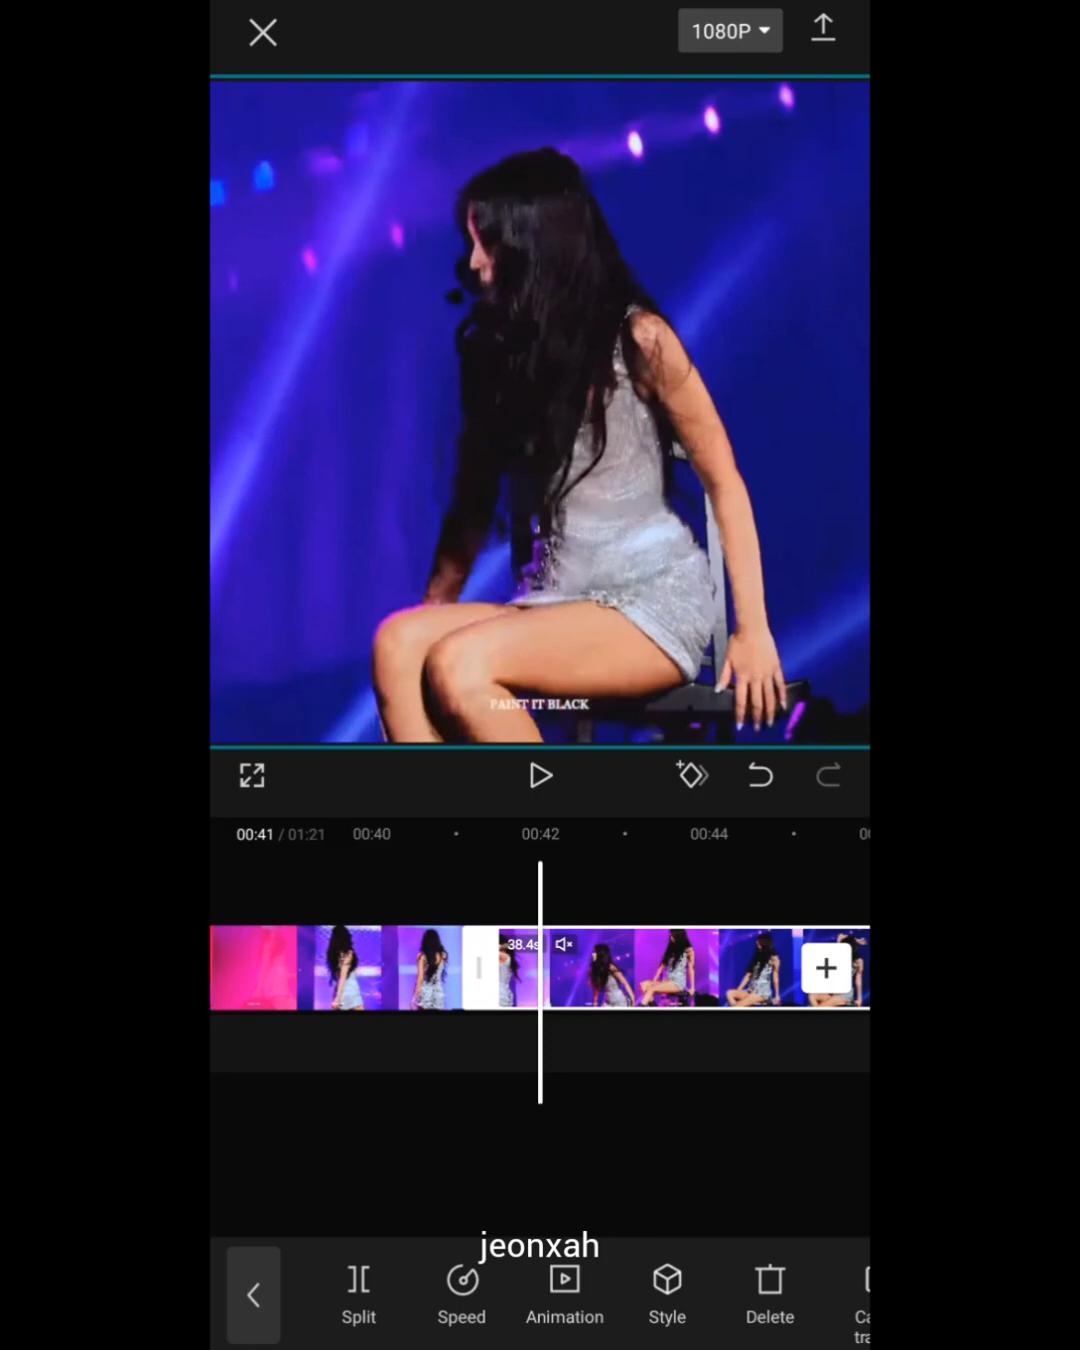 1080P
PAINT IT BLACK
00:41 / 01:21 00:40 00:42 00:44
38.4s
jeonxah
Split Speed Animation Style Delete